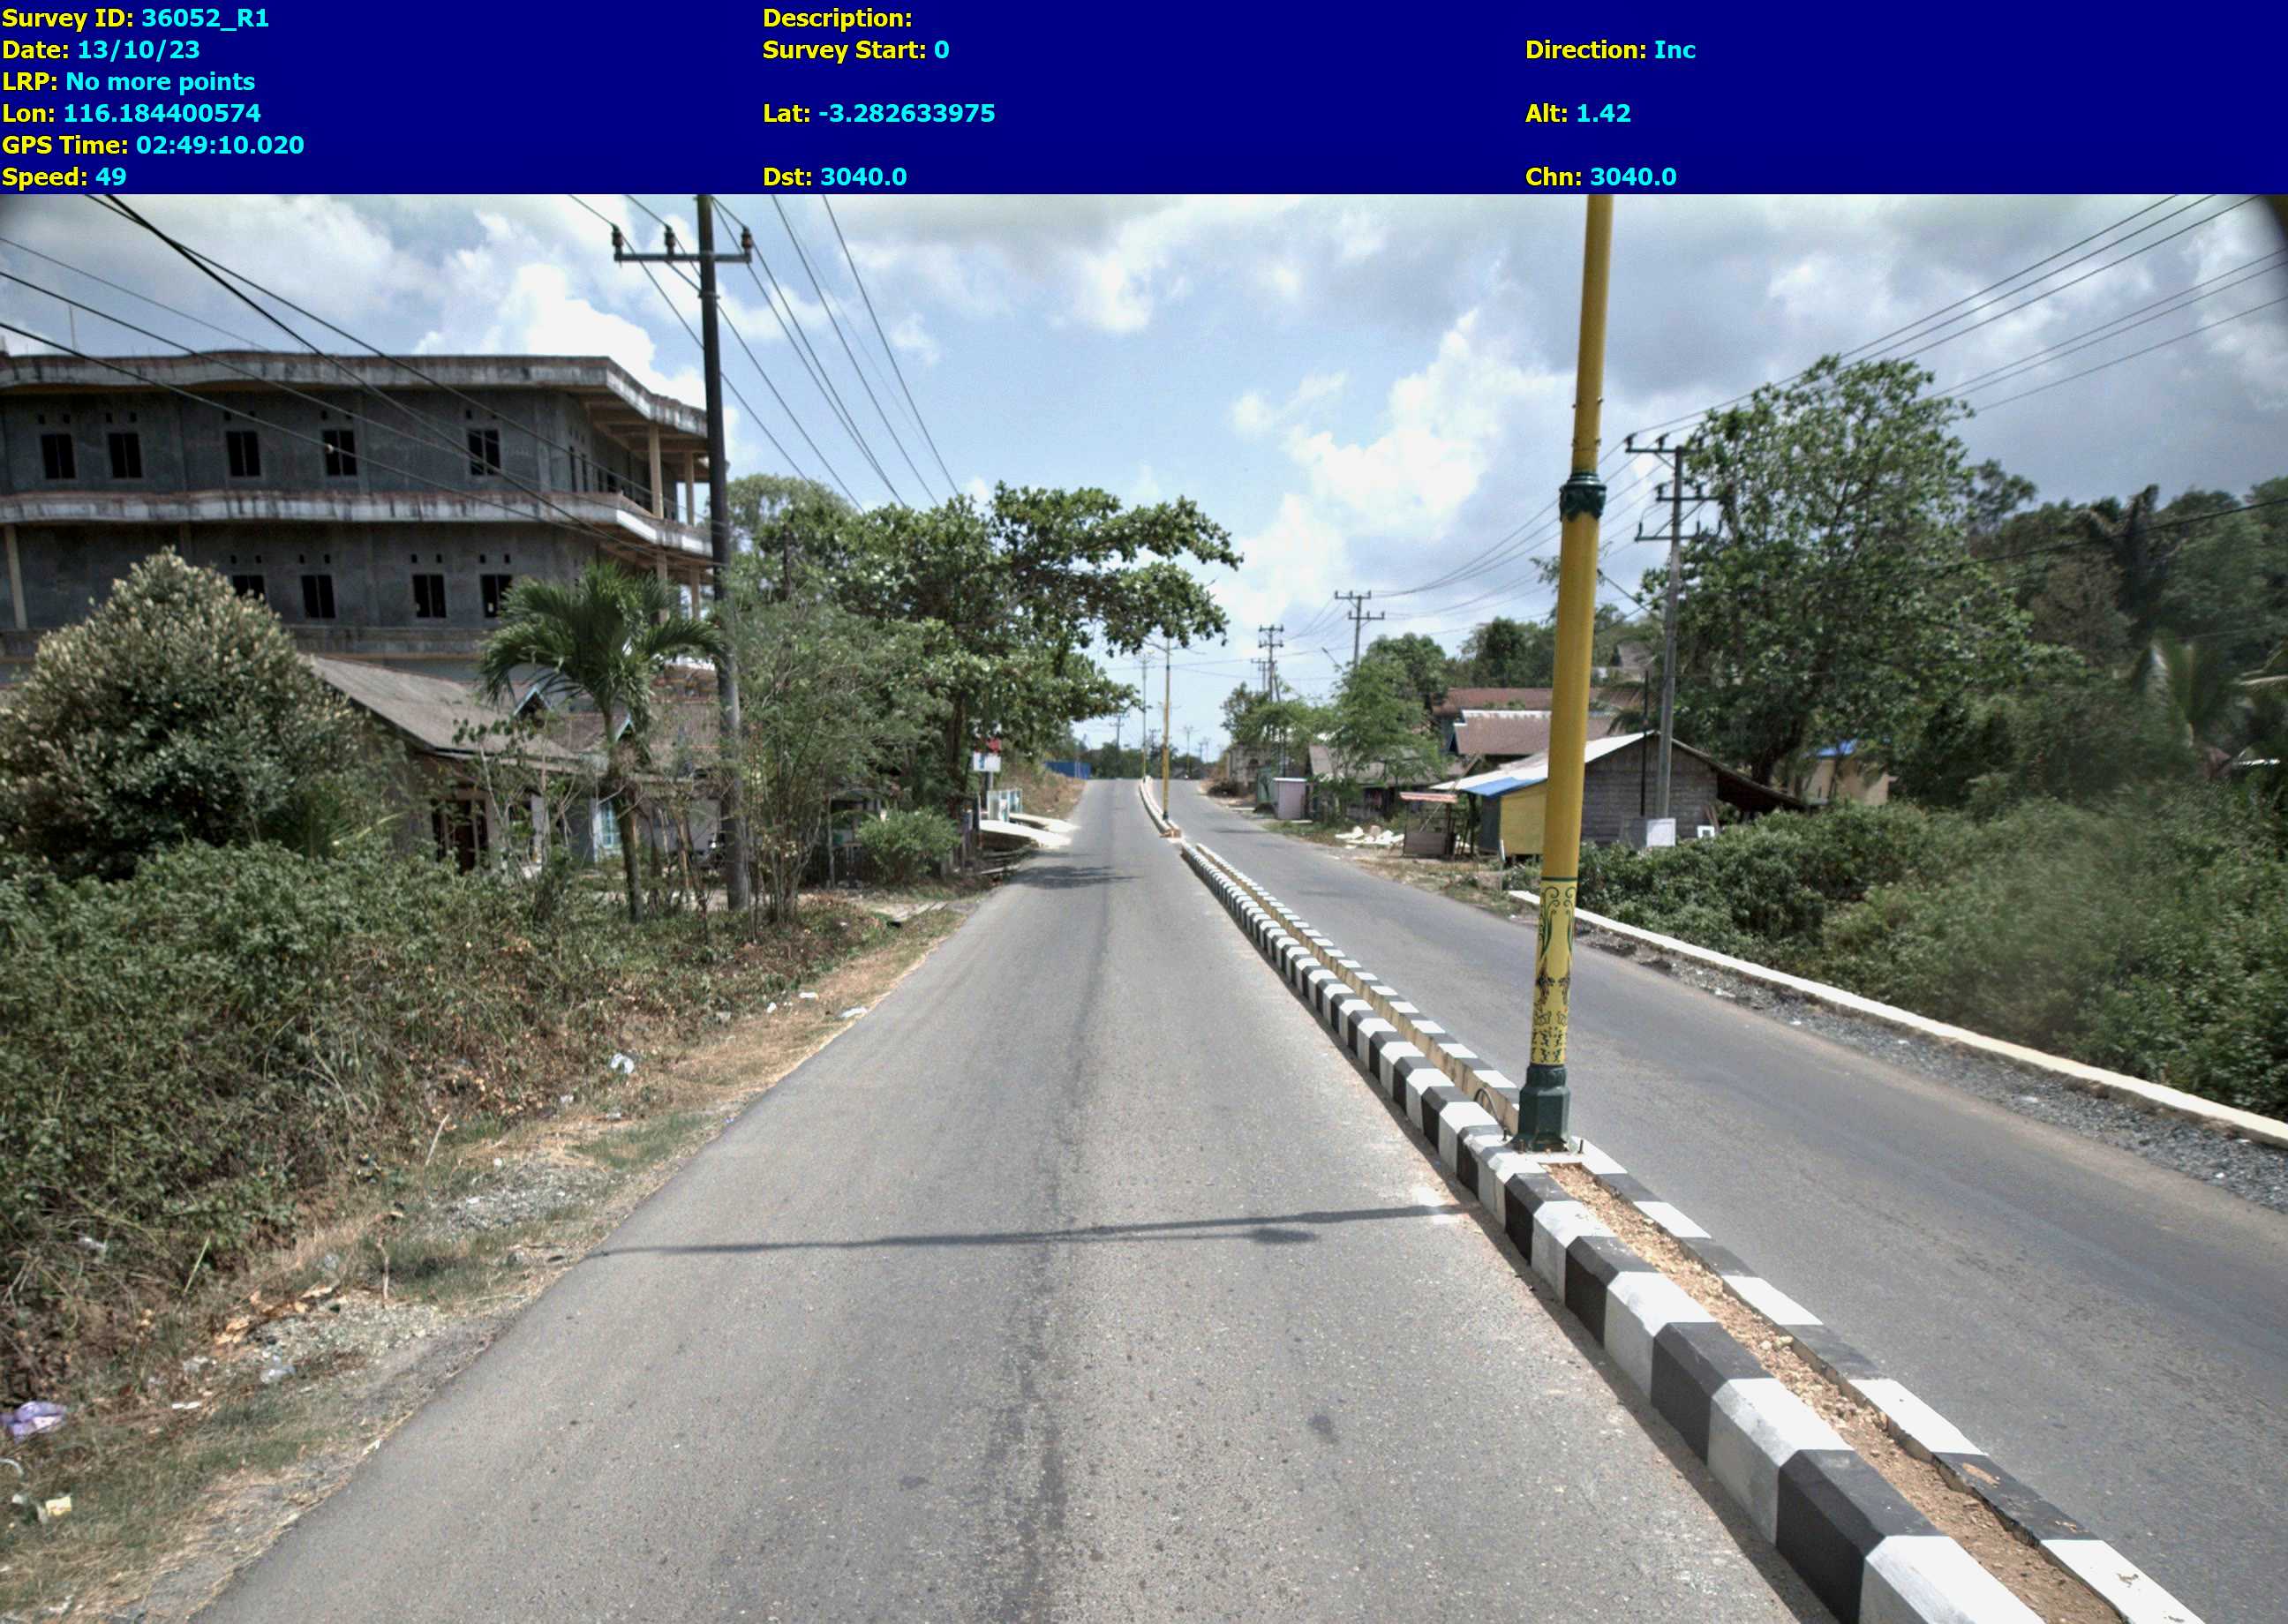 Survey ID: 36052_R1
Description:
Date: 13/10/23
Survey Start: 0
Direction: Inc
LRP: No more points
Lon: 116.184400574
Lat: -3.282633975
Alt: 1.42
GPS Time: 02:49:10.020
Speed: 49
Dst: 3040.0
Chn: 3040.0